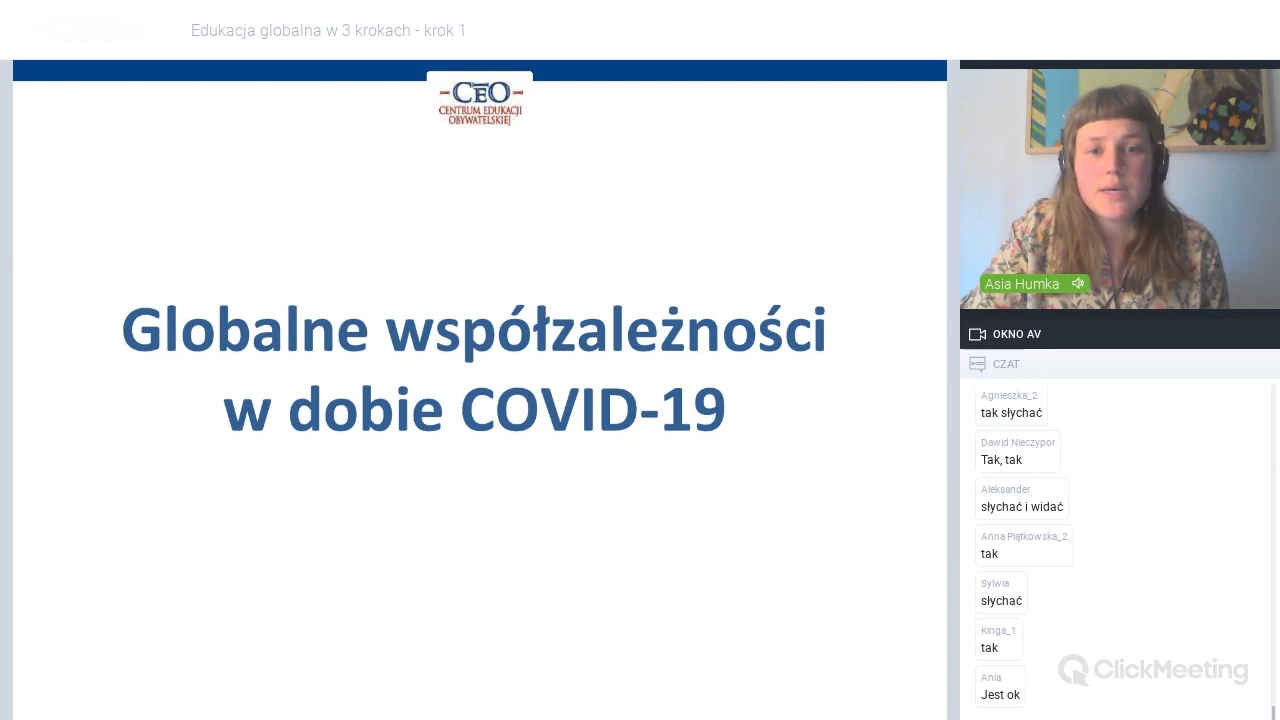 Edukacja globalna w 3 krokach - krok 1
CEO
CENTRUM EDUKACJI
OBYWATELSKIEJ
Globalne współzależności
w dobie COVID-19
Asia Humka
OKNO AV
CZAT
Agnieszka_2
tak słychać
Dawid Nieczypor
Tak, tak
Aleksander
słychać i widać
Anna Piątkowska_2
tak
Sylwia
słychać
Kinga_1
tak
Ania
Jest ok
ClickMeeting